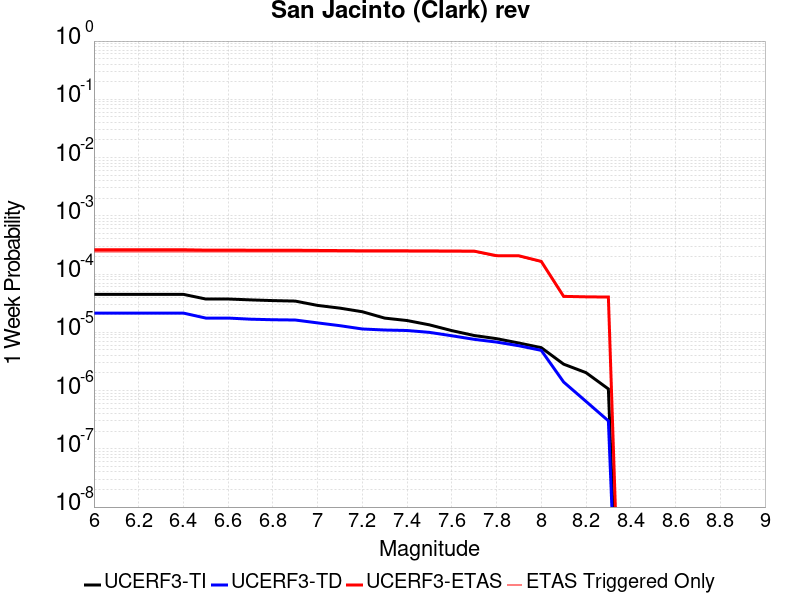 San Jacinto (Clark) rev
10^0
10^-1
10^-2
10^-3
10^-4
10^-5
10^-6
10^-7
10^-8
1 Week Probability
6 6.2 6.4 6.6 6.8 7 7.2 7.4 7.6 7.8 8 8.2 8.4 8.6 8.8 9
Magnitude
UCERF3-TI UCERF3-TD UCERF3-ETAS ETAS Triggered Only